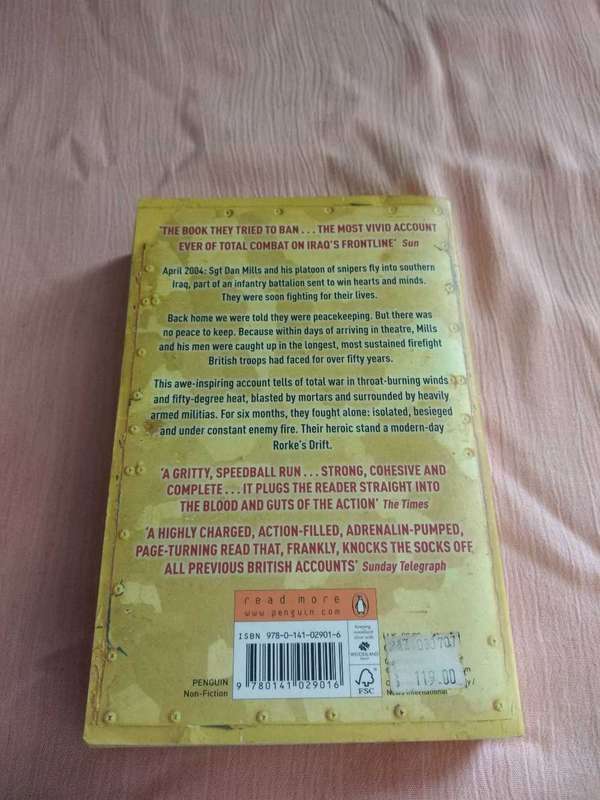 'THE BOOK THEY TRIED TO BAN . . . THE MOST VIVID ACCOUNT
EVER OF TOTAL COMBAT ON IRAQ'S FRONTLINE' Sun
April 2004: Sgt Dan Mills and his platoon of snipers fly into southern
Iraq, part of an infantry battalion sent to win hearts and minds.
They were soon fighting for their lives.
Back home we were told they were peacekeeping. But there was
no peace to keep. Because within days of arriving in theatre, Mills
and his men were caught up in the longest, most sustained firefight
British troops had faced for over fifty years.
This awe-inspiring account tells of total war in throat-burning winds
and fifty-degree heat, blasted by mortars and surrounded by heavily
armed militias. For six months, they fought alone: isolated, besieged
and under constant enemy fire. Their heroic stand a modern-day
Rorke's Drift.
'A GRITTY, SPEEDBALL RUN . . . STRONG, COHESIVE AND
COMPLETE . . . IT PLUGS THE READER STRAIGHT INTO
THE BLOOD AND GUTS OF THE ACTION' The Times
'A HIGHLY CHARGED, ACTION-FILLED, ADRENALIN-PUMPED,
PAGE-TURNING READ THAT, FRANKLY, KNOCKS THE SOCKS OFF
ALL PREVIOUS BRITISH ACCOUNTS' Sunday Telegraph
read more
www.penguin.com
ISBN 978-0-141-02901-6
9 780141 029016
PENGUIN
Non-Fiction
WOODLAND
FSC
119.00
News International